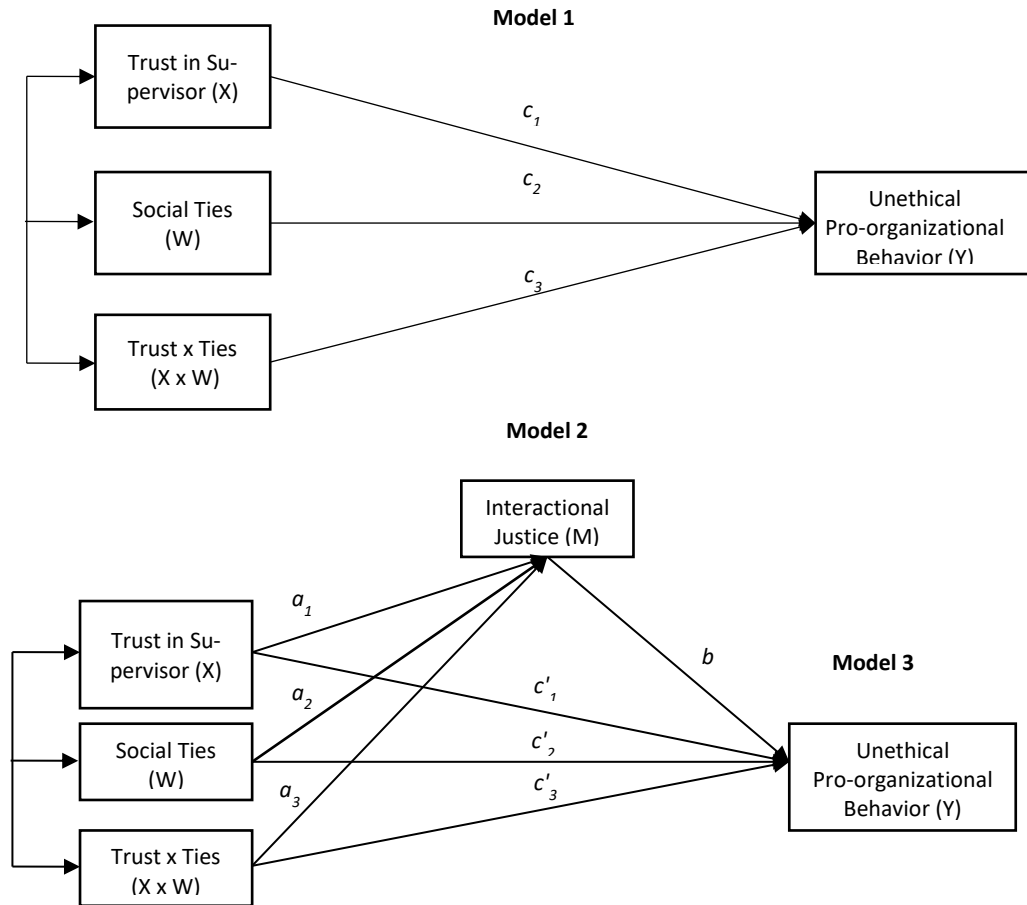 Model 1
Trust in Su-
pervisor (X)
c1
Social Ties
(W)
c2
Unethical
Pro-organizational
Behavior (Y)
Trust x Ties
(X x W)
c3
Model 2
Interactional
Justice (M)
Trust in Su-
pervisor (X)
a1
b
Model 3
a2
c'1
Social Ties
(W)
c'2
Unethical
Pro-organizational
Behavior (Y)
a3
c'3
Trust x Ties
(X x W)